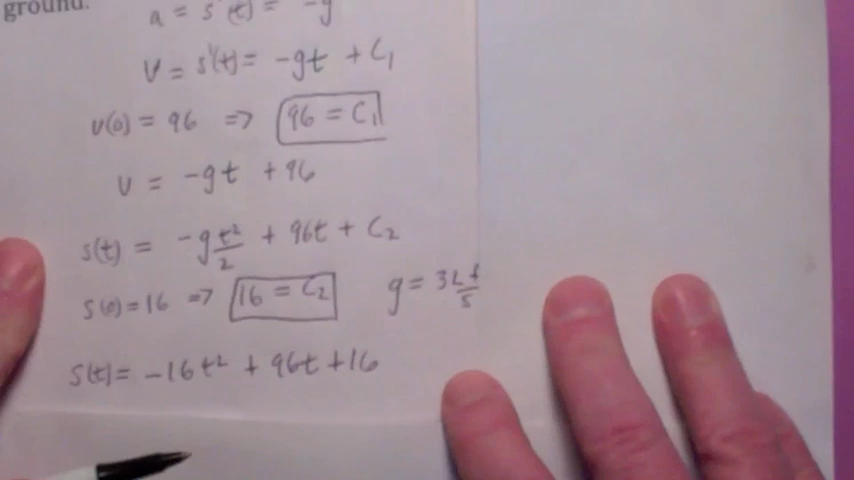 ground.
a = s''(t) = -g
v = s'(t) = -gt + C₁
v(0) = 96 => 96 = C₁
v = -gt + 96
s(t) = -g t²/2 + 96t + C₂
s(0) = 16 => 16 = C₂ g = 32 f/s
s(t) = -16t² + 96t + 16